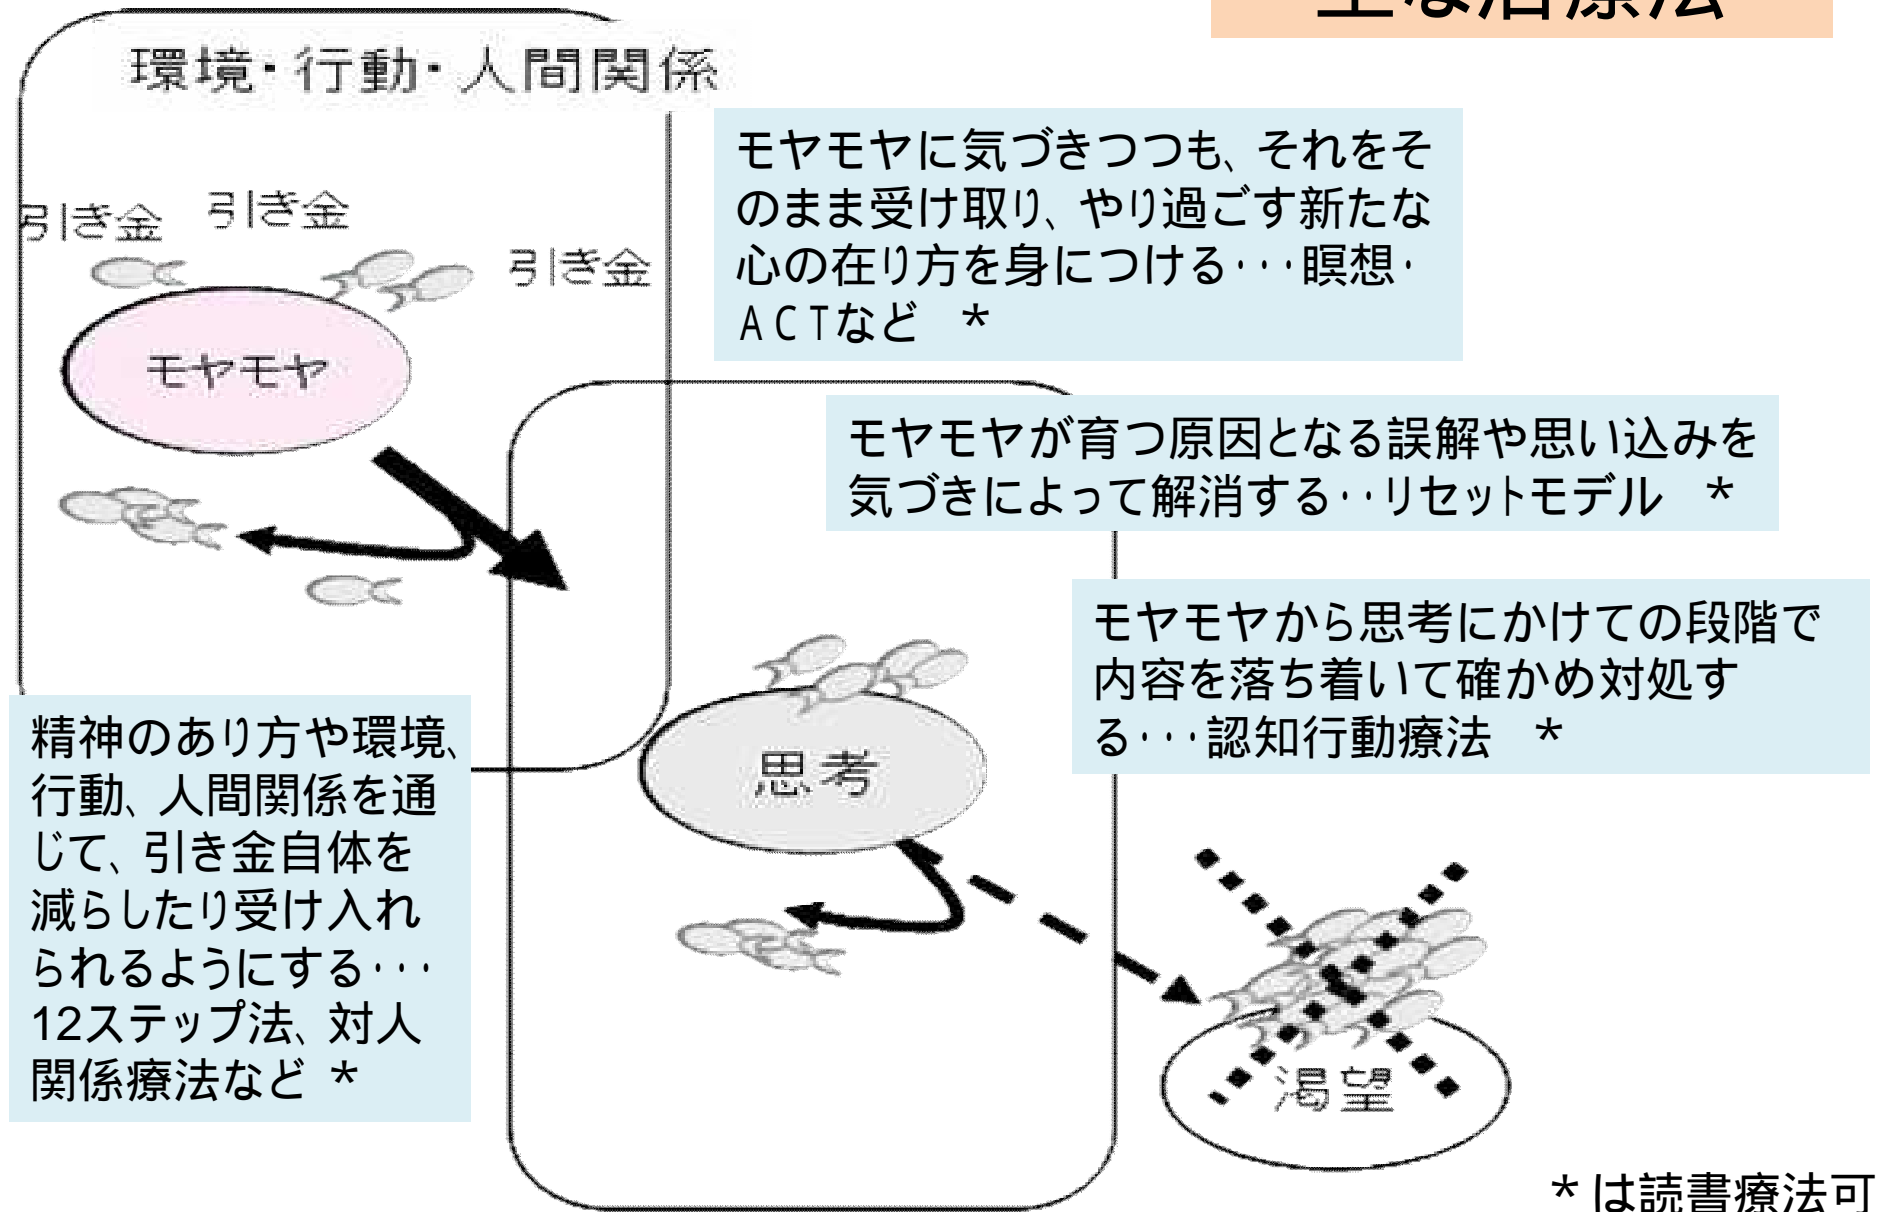 主な治療法
環境・行動・人間関係
引き金
引き金
引き金
モヤモヤ
モヤモヤに気づきつつも、それをそ
のまま受け取り、やり過ごす新たな
心の在り方を身につける・・・瞑想・
ACTなど ＊
モヤモヤが育つ原因となる誤解や思い込みを
気づきによって解消する・・リセットモデル ＊
モヤモヤから思考にかけての段階で
内容を落ち着いて確かめ対処す
る・・・認知行動療法 ＊
精神のあり方や環境、
行動、人間関係を通
じて、引き金自体を
減らしたり受け入れ
られるようにする・・・
12ステップ法、対人
関係療法など ＊
思考
渇望
＊は読書療法可